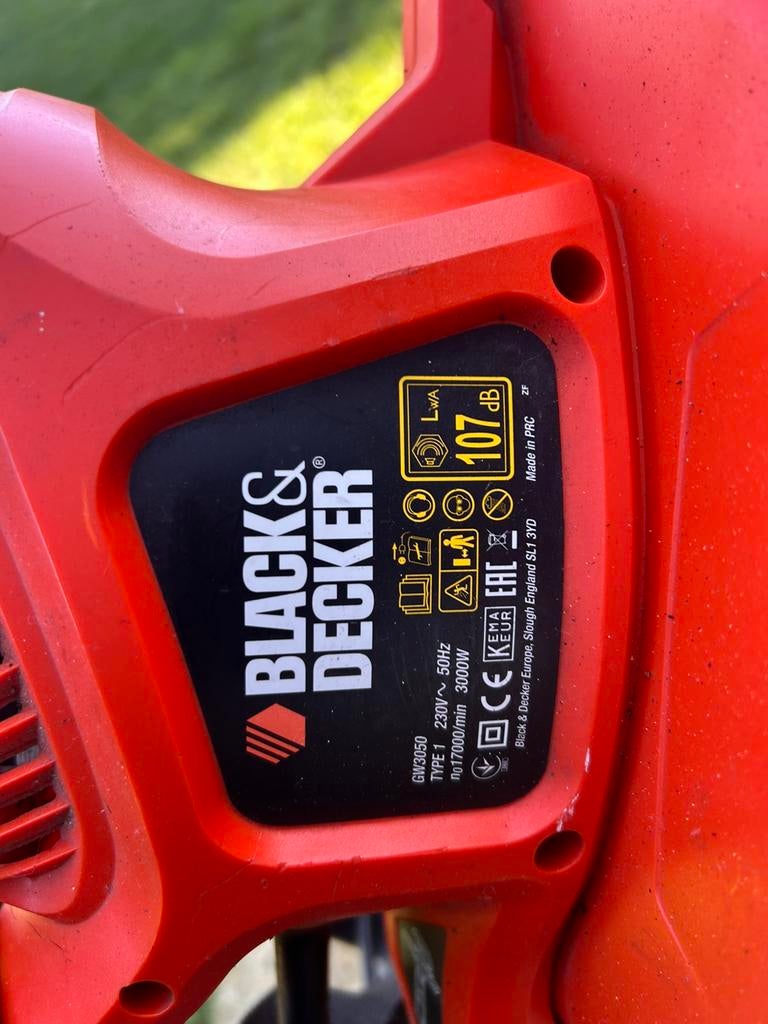 BLACK&
DECKER®
GW3050
TYPE 1 230V~ 50Hz
n₀17000/min 3000W
LWA
107 dB
CE KEMA KEUR EAC
Black & Decker Europe, Slough England SL1 3YD
Made in PRC
ZF